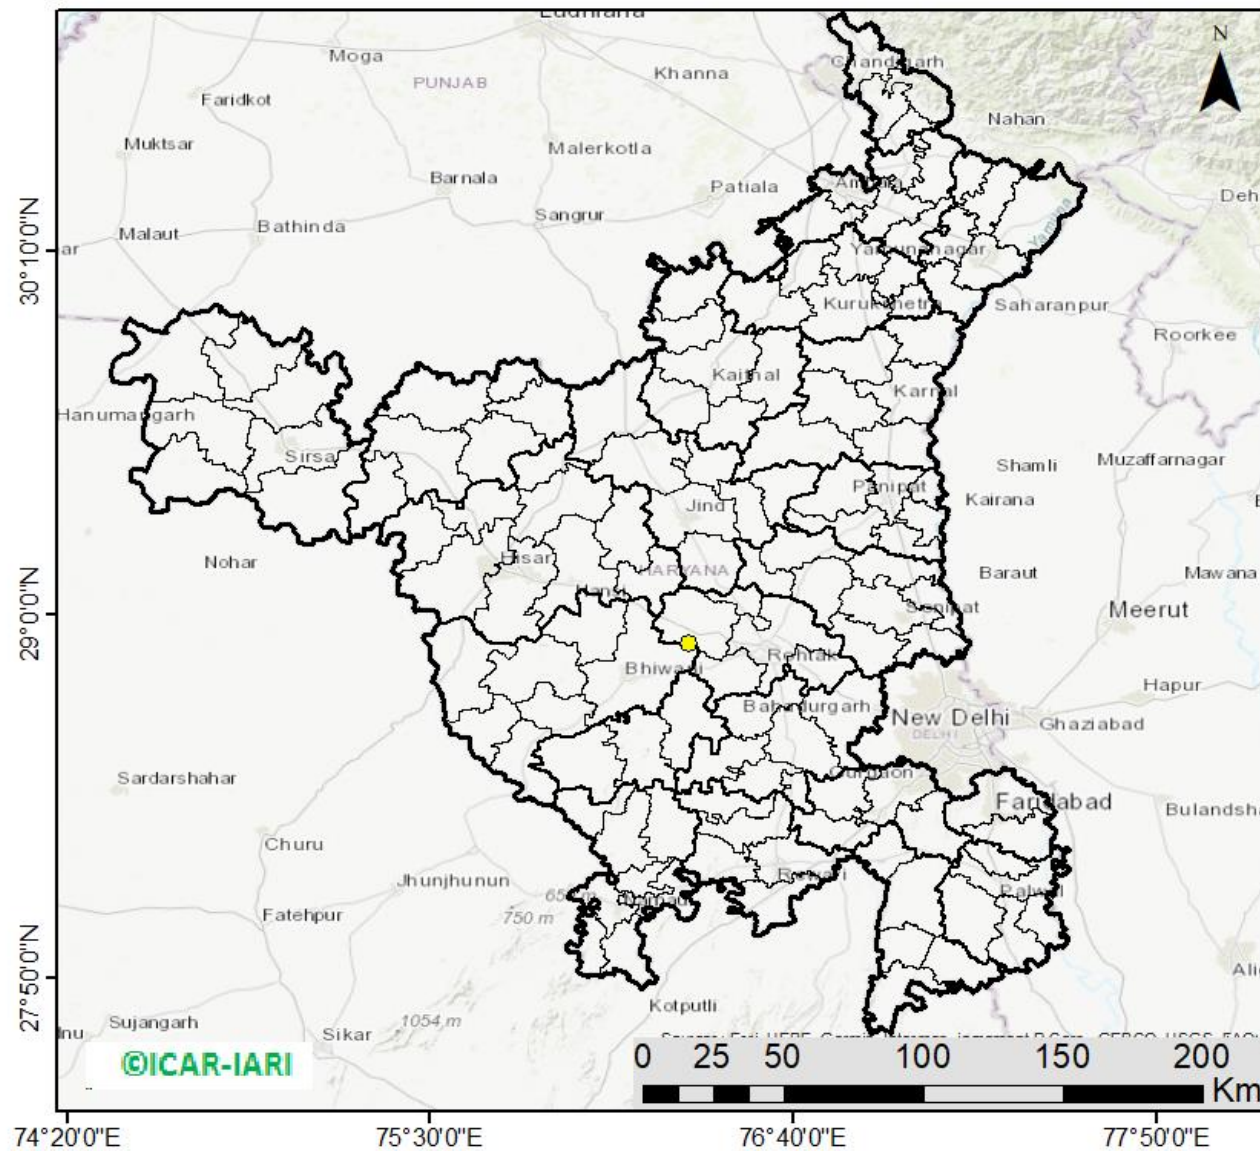 Ludhiana
N
Moga
Chandigarh
PUNJAB
Khanna
Faridkot
Nahan
Muktsar
Malerkotla
Barnala
Patiala
Ambala
Sangrur
Malaut
Bathinda
Yamuna
30°10'0"N
Yamunanagar
Kurukshetra
Saharanpur
Roorkee
Kaithal
Karnal
Hanumangarh
Sirsa
Shamli
Muzaffarnagar
Panipat
Kairana
Jind
Nohar
Hisar
HARYANA
Baraut
Mawana
Hansi
29°0'0"N
Sonipat
Meerut
Rohtak
Bhiwani
Hapur
Bahadurgarh
New Delhi
Ghaziabad
DELHI
Sardarshahar
Gurgaon
Faridabad
Bulandsha
Churu
Jhunjhunun
Rewari
Palwal
Narnaul
Fatehpur
750 m
27°50'0"N
Kotputli
Sujangarh
Sikar
1054 m
©ICAR-IARI
0 25 50 100 150 200
Km
74°20'0"E 75°30'0"E 76°40'0"E 77°50'0"E